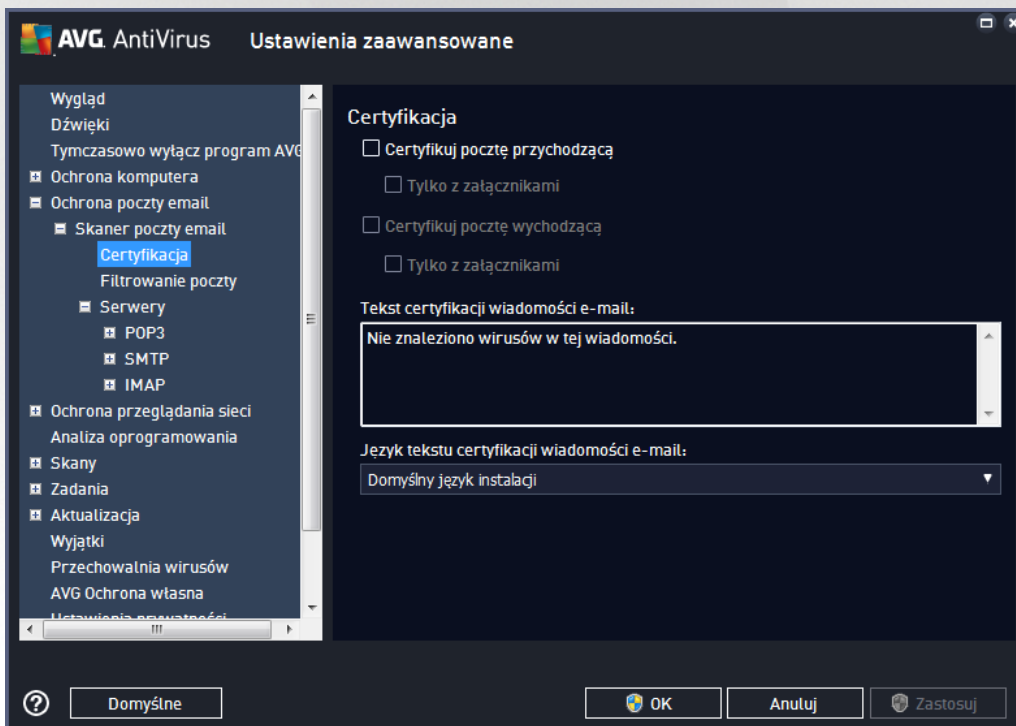 AVG. AntiVirus Ustawienia zaawansowane
Wygląd
Dźwięki
Tymczasowo wyłącz program AVG
Ochrona komputera
Ochrona poczty email
Skaner poczty email
Certyfikacja
Filtrowanie poczty
Serwery
POP3
SMTP
IMAP
Ochrona przeglądania sieci
Analiza oprogramowania
Skany
Zadania
Aktualizacja
Wyjątki
Przechowalnia wirusów
AVG Ochrona własna
Ustawienia prywatności
Certyfikacja
Certyfikuj pocztę przychodzącą
Tylko z załącznikami
Certyfikuj pocztę wychodzącą
Tylko z załącznikami
Tekst certyfikacji wiadomości e-mail:
Nie znaleziono wirusów w tej wiadomości.
Język tekstu certyfikacji wiadomości e-mail:
Domyślny język instalacji
Domyślne
OK
Anuluj
Zastosuj